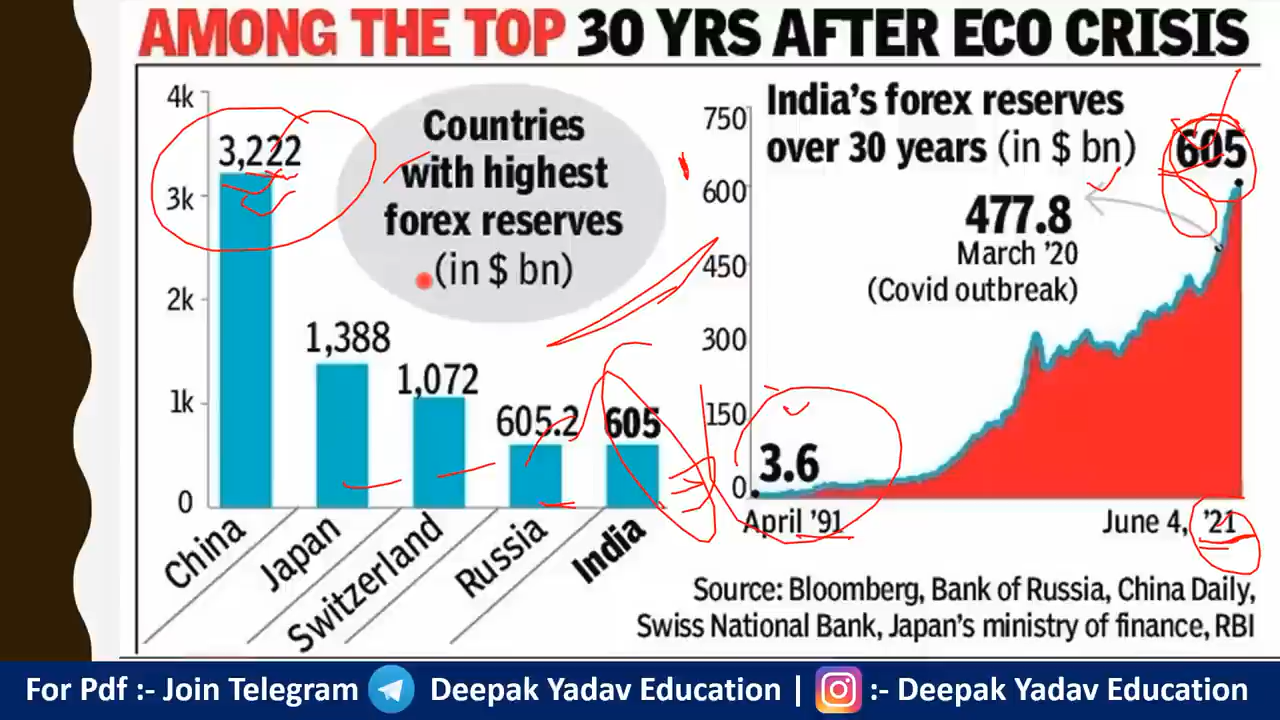 AMONG THE TOP 30 YRS AFTER ECO CRISIS
Countries
with highest
forex reserves
(in $ bn)
4k
3k
2k
1k
0
3,222
1,388
1,072
605.2
605
China
Japan
Switzerland
Russia
India
India's forex reserves
over 30 years (in $ bn)
750
600
450
300
150
0
605
477.8
March '20
(Covid outbreak)
3.6
April '91
June 4, '21
Source: Bloomberg, Bank of Russia, China Daily,
Swiss National Bank, Japan's ministry of finance, RBI
For Pdf :- Join Telegram Deepak Yadav Education | :- Deepak Yadav Education